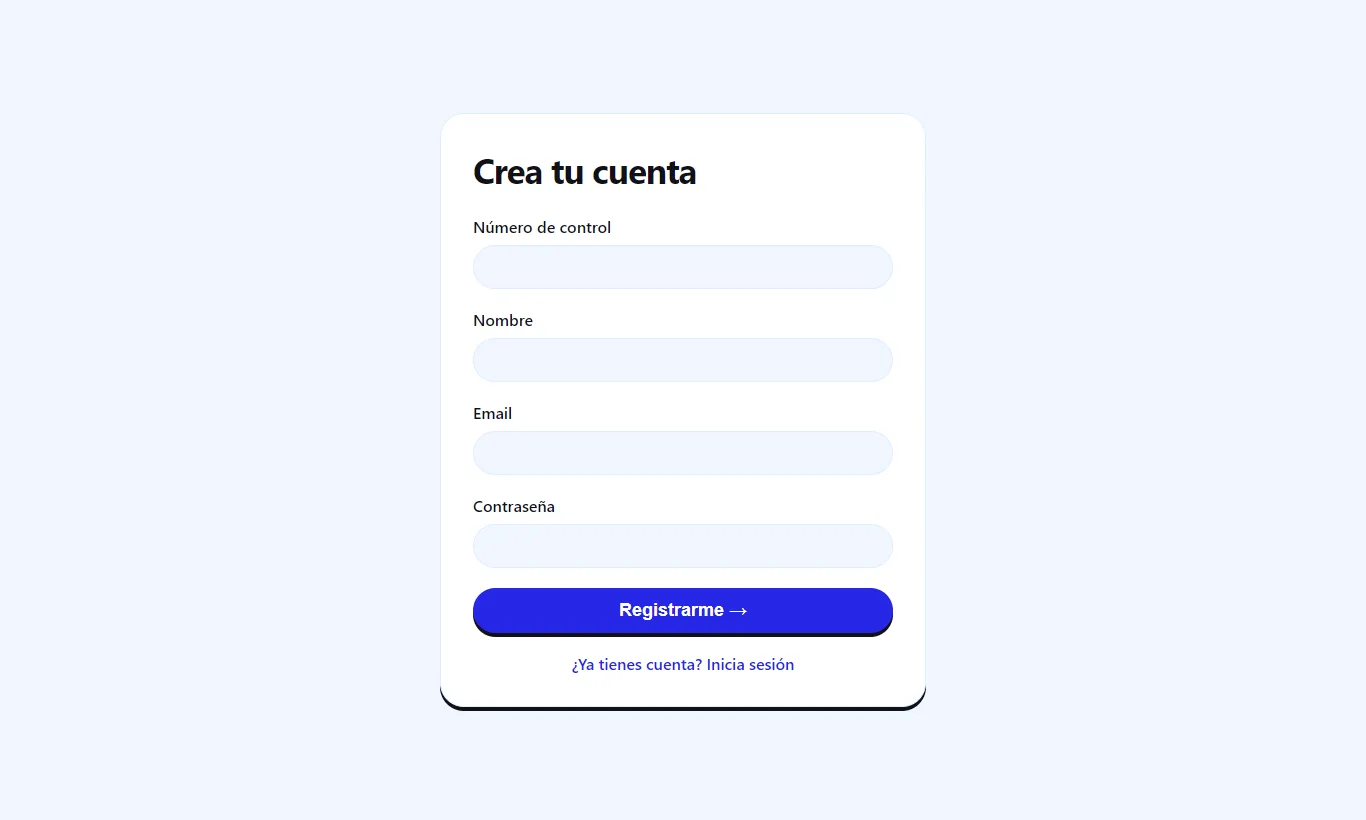 Crea tu cuenta
Número de control
Nombre
Email
Contraseña
Registrarme →
¿Ya tienes cuenta? Inicia sesión